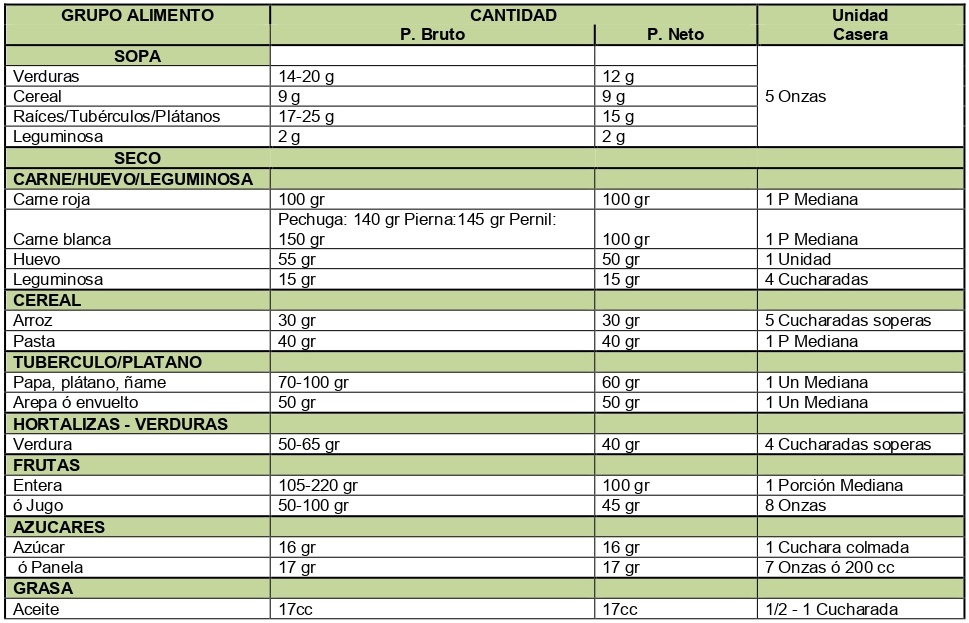 GRUPO ALIMENTO CANTIDAD Unidad
P. Bruto P. Neto Casera
SOPA
Verduras 14-20 g 12 g
Cereal 9 g 9 g 5 Onzas
Raíces/Tubérculos/Plátanos 17-25 g 15 g
Leguminosa 2 g 2 g
SECO
CARNE/HUEVO/LEGUMINOSA
Carne roja 100 gr 100 gr 1 P Mediana
Pechuga: 140 gr Pierna:145 gr Pernil:
Carne blanca 150 gr 100 gr 1 P Mediana
Huevo 55 gr 50 gr 1 Unidad
Leguminosa 15 gr 15 gr 4 Cucharadas
CEREAL
Arroz 30 gr 30 gr 5 Cucharadas soperas
Pasta 40 gr 40 gr 1 P Mediana
TUBERCULO/PLATANO
Papa, plátano, ñame 70-100 gr 60 gr 1 Un Mediana
Arepa ó envuelto 50 gr 50 gr 1 Un Mediana
HORTALIZAS - VERDURAS
Verdura 50-65 gr 40 gr 4 Cucharadas soperas
FRUTAS
Entera 105-220 gr 100 gr 1 Porción Mediana
ó Jugo 50-100 gr 45 gr 8 Onzas
AZUCARES
Azúcar 16 gr 16 gr 1 Cuchara colmada
ó Panela 17 gr 17 gr 7 Onzas ó 200 cc
GRASA
Aceite 17cc 17cc 1/2 - 1 Cucharada